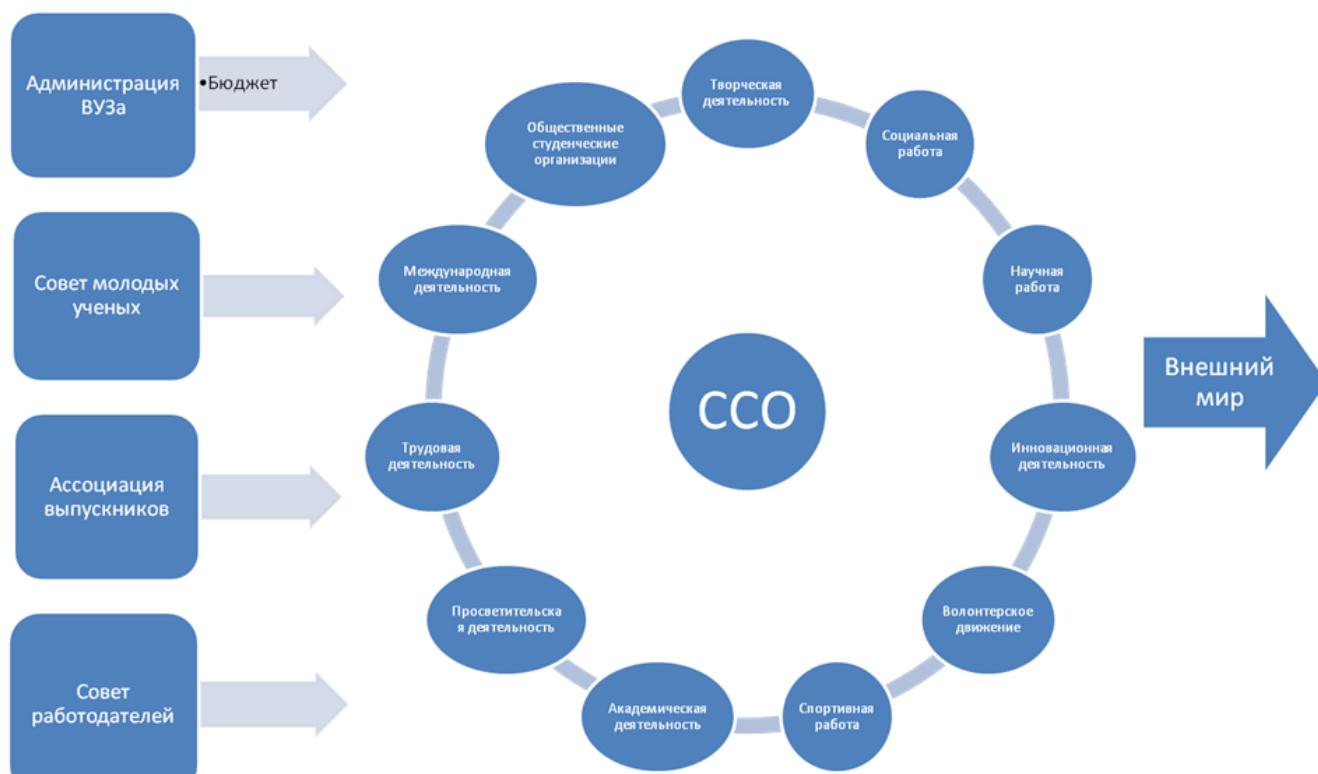 Администрация
ВУЗа
•Бюджет
Совет молодых
ученых
Ассоциация
выпускников
Совет
работодателей
Творческая
деятельность
Социальная
работа
Научная
работа
Инновационная
деятельность
Волонтерское
движение
Спортивная
работа
Академическая
деятельность
Просветительска
я деятельность
Трудовая
деятельность
Международная
деятельность
Общественные
студенческие
организации
ССО
Внешний
мир